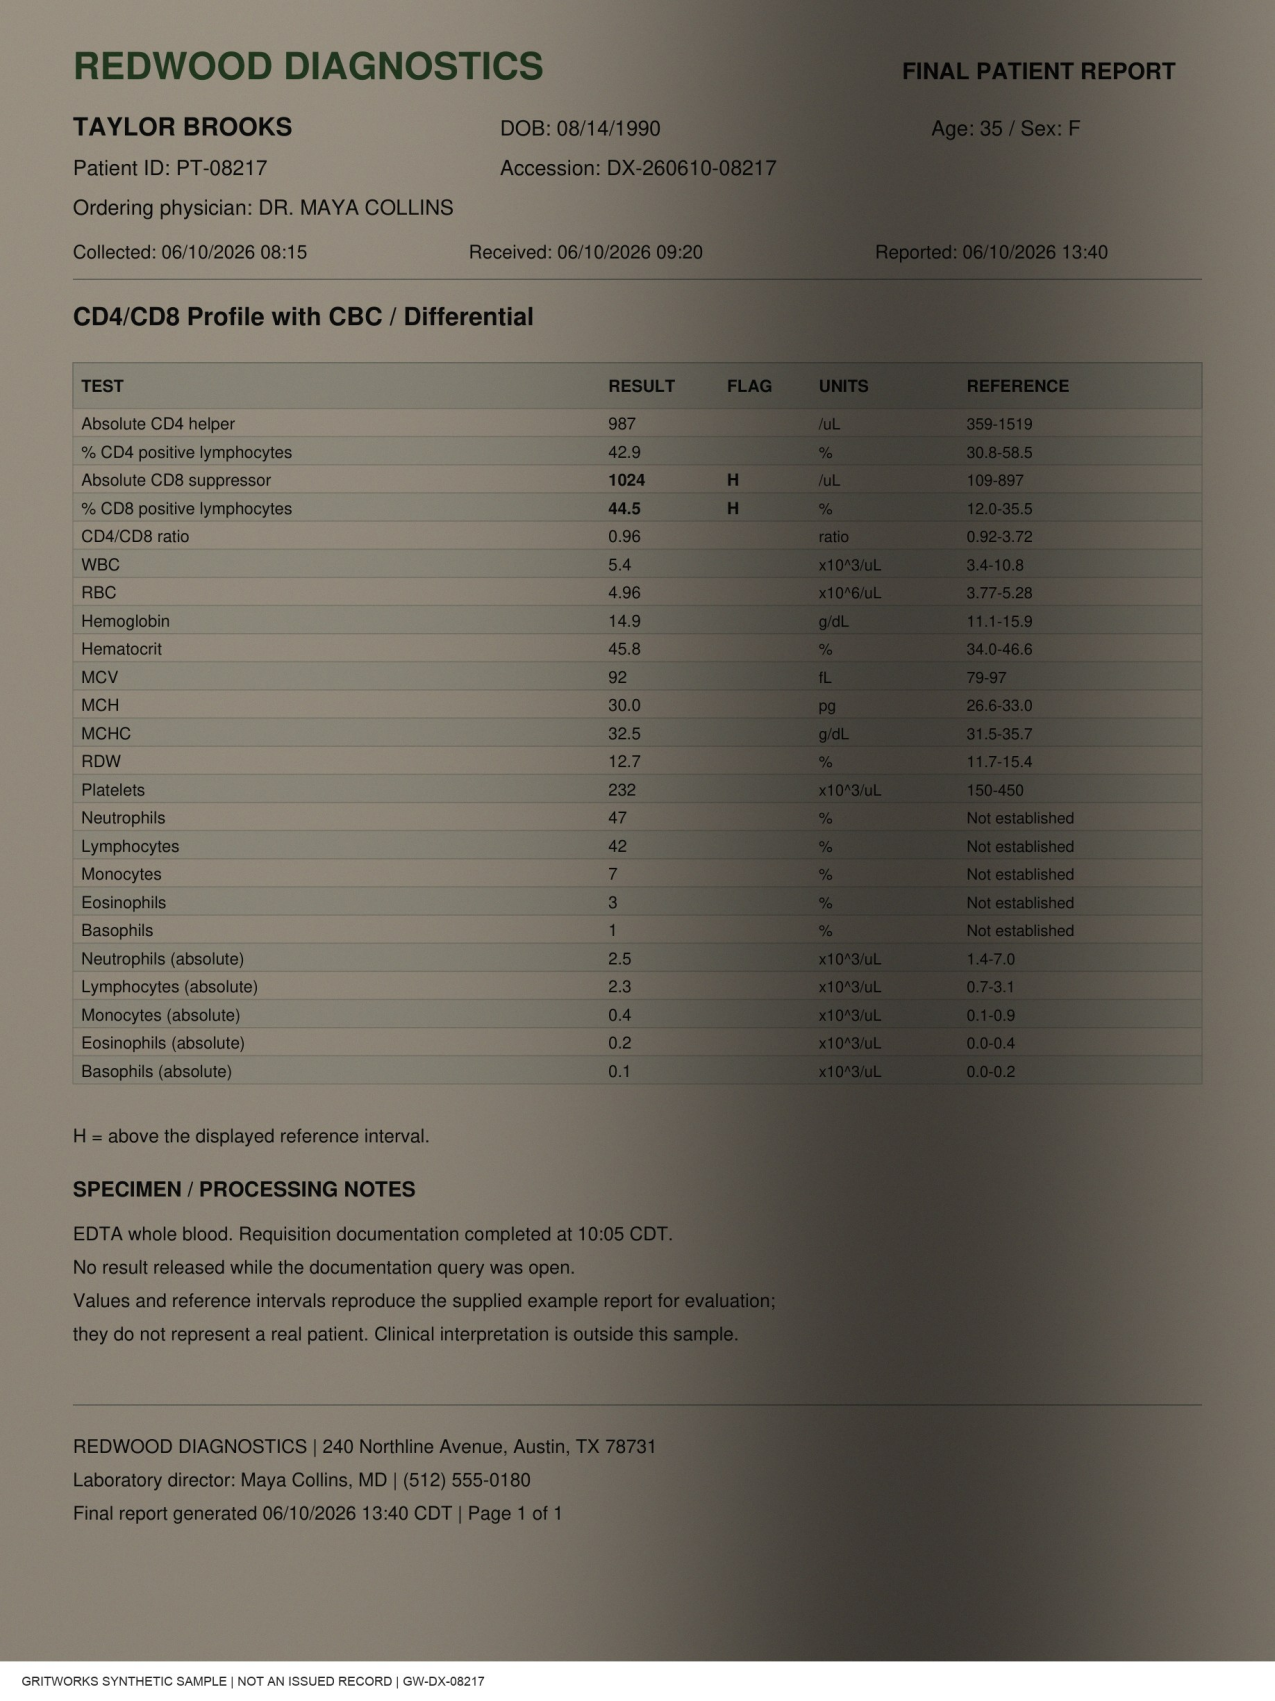 REDWOOD DIAGNOSTICS FINAL PATIENT REPORT
TAYLOR BROOKS DOB: 08/14/1990 Age: 35 / Sex: F
Patient ID: PT-08217 Accession: DX-260610-08217
Ordering physician: DR. MAYA COLLINS
Collected: 06/10/2026 08:15 Received: 06/10/2026 09:20 Reported: 06/10/2026 13:40
CD4/CD8 Profile with CBC / Differential
TEST RESULT FLAG UNITS REFERENCE
Absolute CD4 helper 987 /uL 359-1519
% CD4 positive lymphocytes 42.9 % 30.8-58.5
Absolute CD8 suppressor 1024 H /uL 109-897
% CD8 positive lymphocytes 44.5 H % 12.0-35.5
CD4/CD8 ratio 0.96 ratio 0.92-3.72
WBC 5.4 x10^3/uL 3.4-10.8
RBC 4.96 x10^6/uL 3.77-5.28
Hemoglobin 14.9 g/dL 11.1-15.9
Hematocrit 45.8 % 34.0-46.6
MCV 92 fL 79-97
MCH 30.0 pg 26.6-33.0
MCHC 32.5 g/dL 31.5-35.7
RDW 12.7 % 11.7-15.4
Platelets 232 x10^3/uL 150-450
Neutrophils 47 % Not established
Lymphocytes 42 % Not established
Monocytes 7 % Not established
Eosinophils 3 % Not established
Basophils 1 % Not established
Neutrophils (absolute) 2.5 x10^3/uL 1.4-7.0
Lymphocytes (absolute) 2.3 x10^3/uL 0.7-3.1
Monocytes (absolute) 0.4 x10^3/uL 0.1-0.9
Eosinophils (absolute) 0.2 x10^3/uL 0.0-0.4
Basophils (absolute) 0.1 x10^3/uL 0.0-0.2
H = above the displayed reference interval.
SPECIMEN / PROCESSING NOTES
EDTA whole blood. Requisition documentation completed at 10:05 CDT.
No result released while the documentation query was open.
Values and reference intervals reproduce the supplied example report for evaluation;
they do not represent a real patient. Clinical interpretation is outside this sample.
REDWOOD DIAGNOSTICS | 240 Northline Avenue, Austin, TX 78731
Laboratory director: Maya Collins, MD | (512) 555-0180
Final report generated 06/10/2026 13:40 CDT | Page 1 of 1
GRITWORKS SYNTHETIC SAMPLE | NOT AN ISSUED RECORD | GW-DX-08217